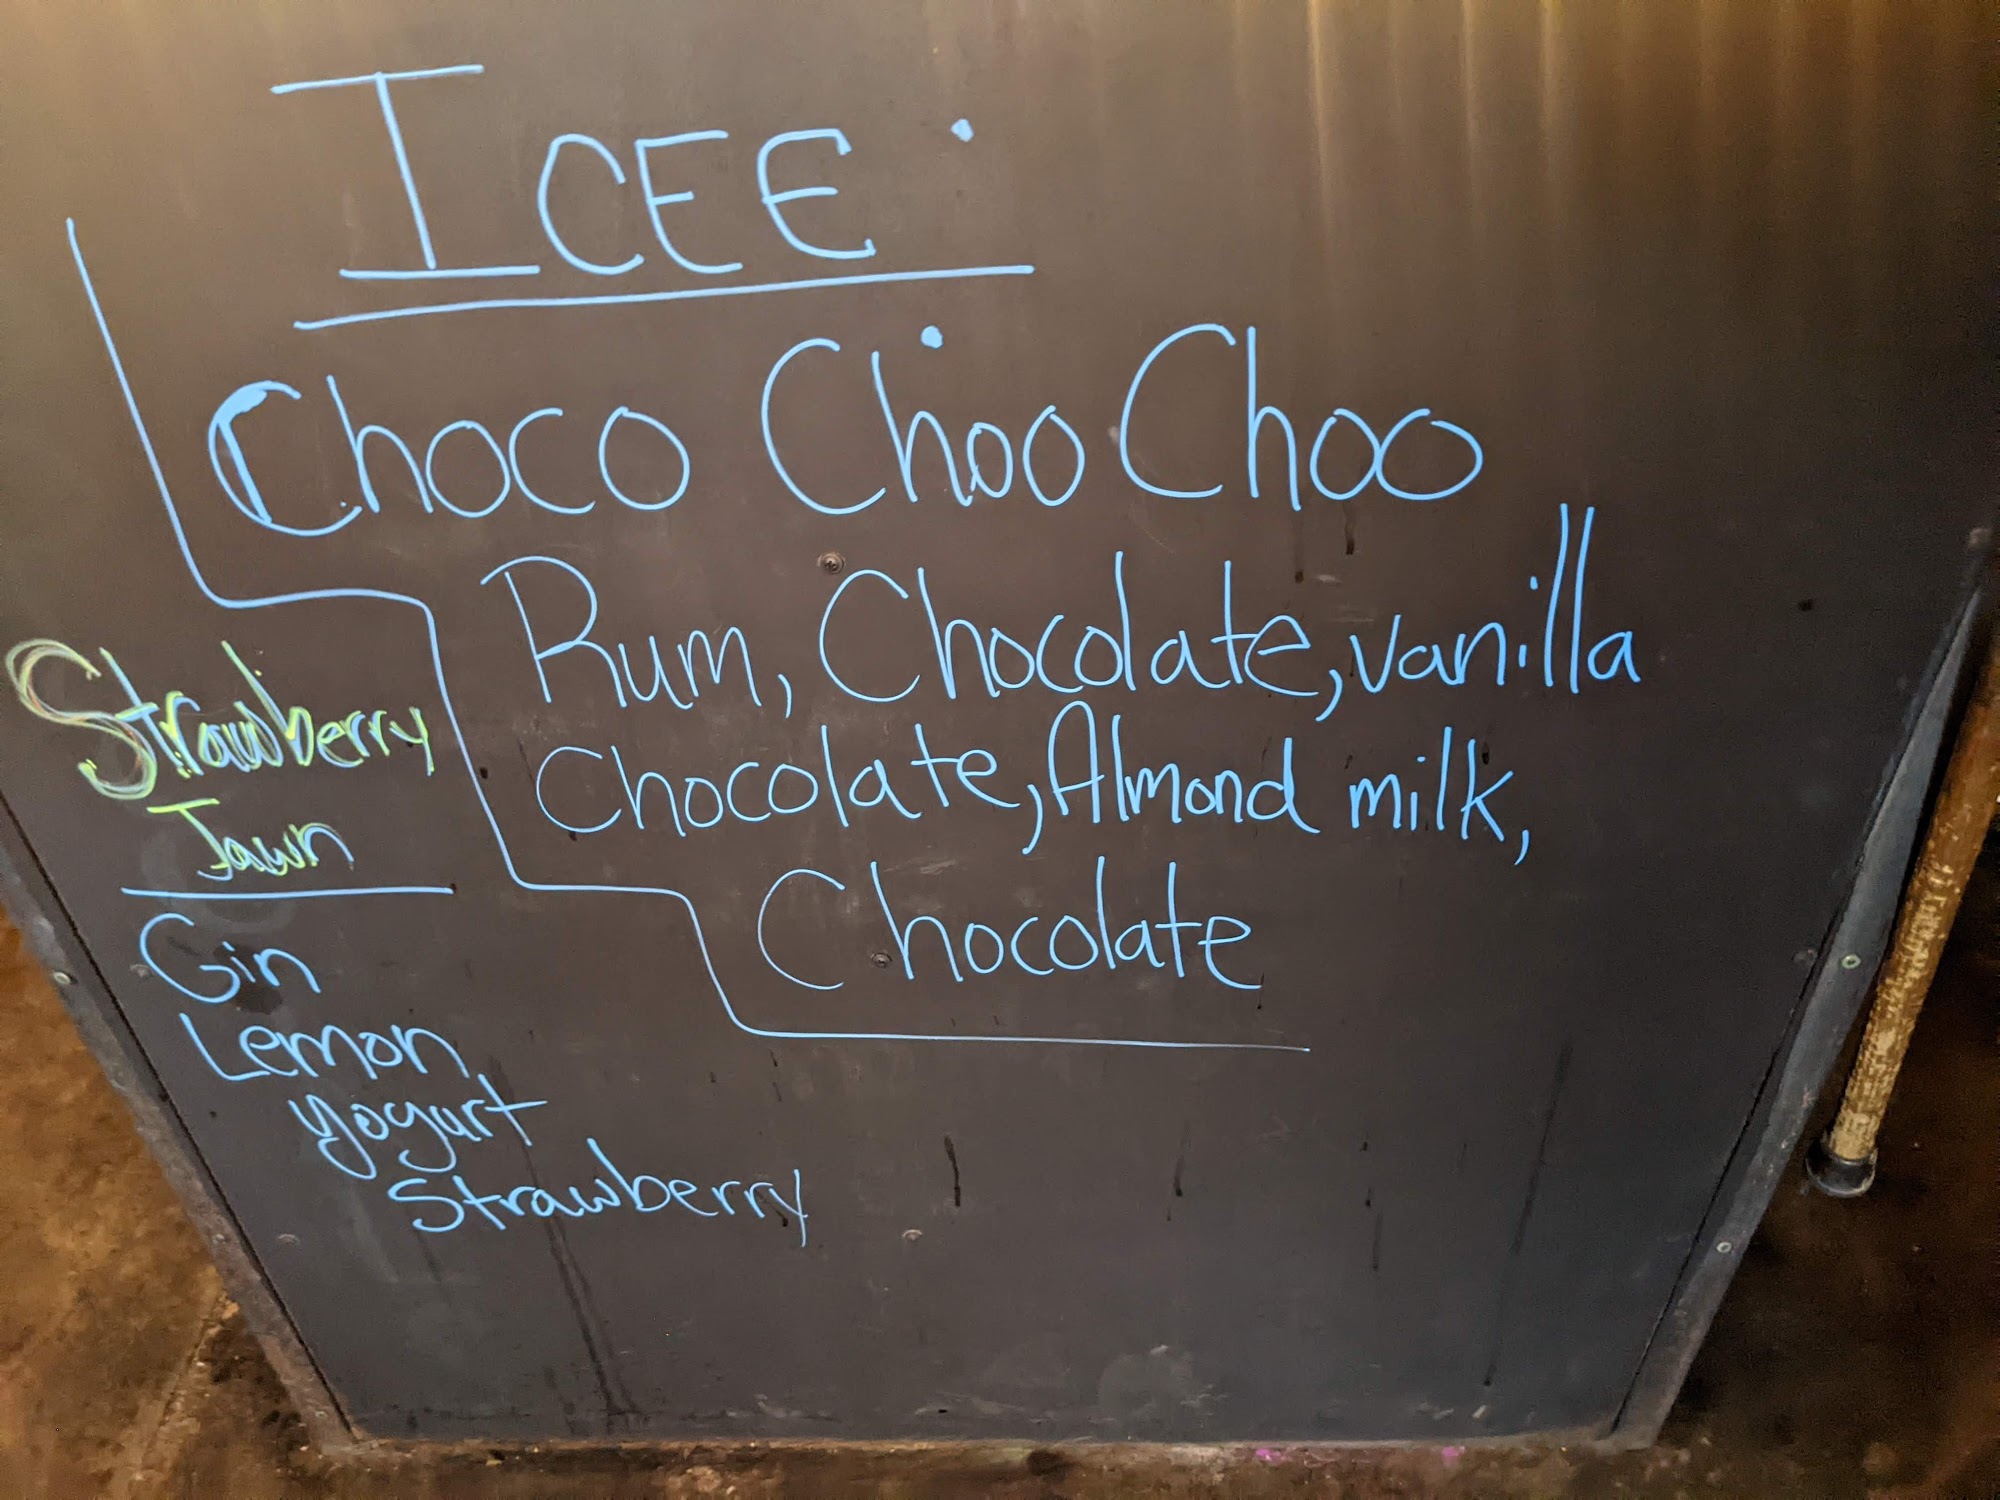 ICEE
Choco Choo Choo
Rum, Chocolate, vanilla
Chocolate, Almond milk,
Chocolate
Strawberry
Jawn
Gin
Lemon
Yogurt
Strawberry